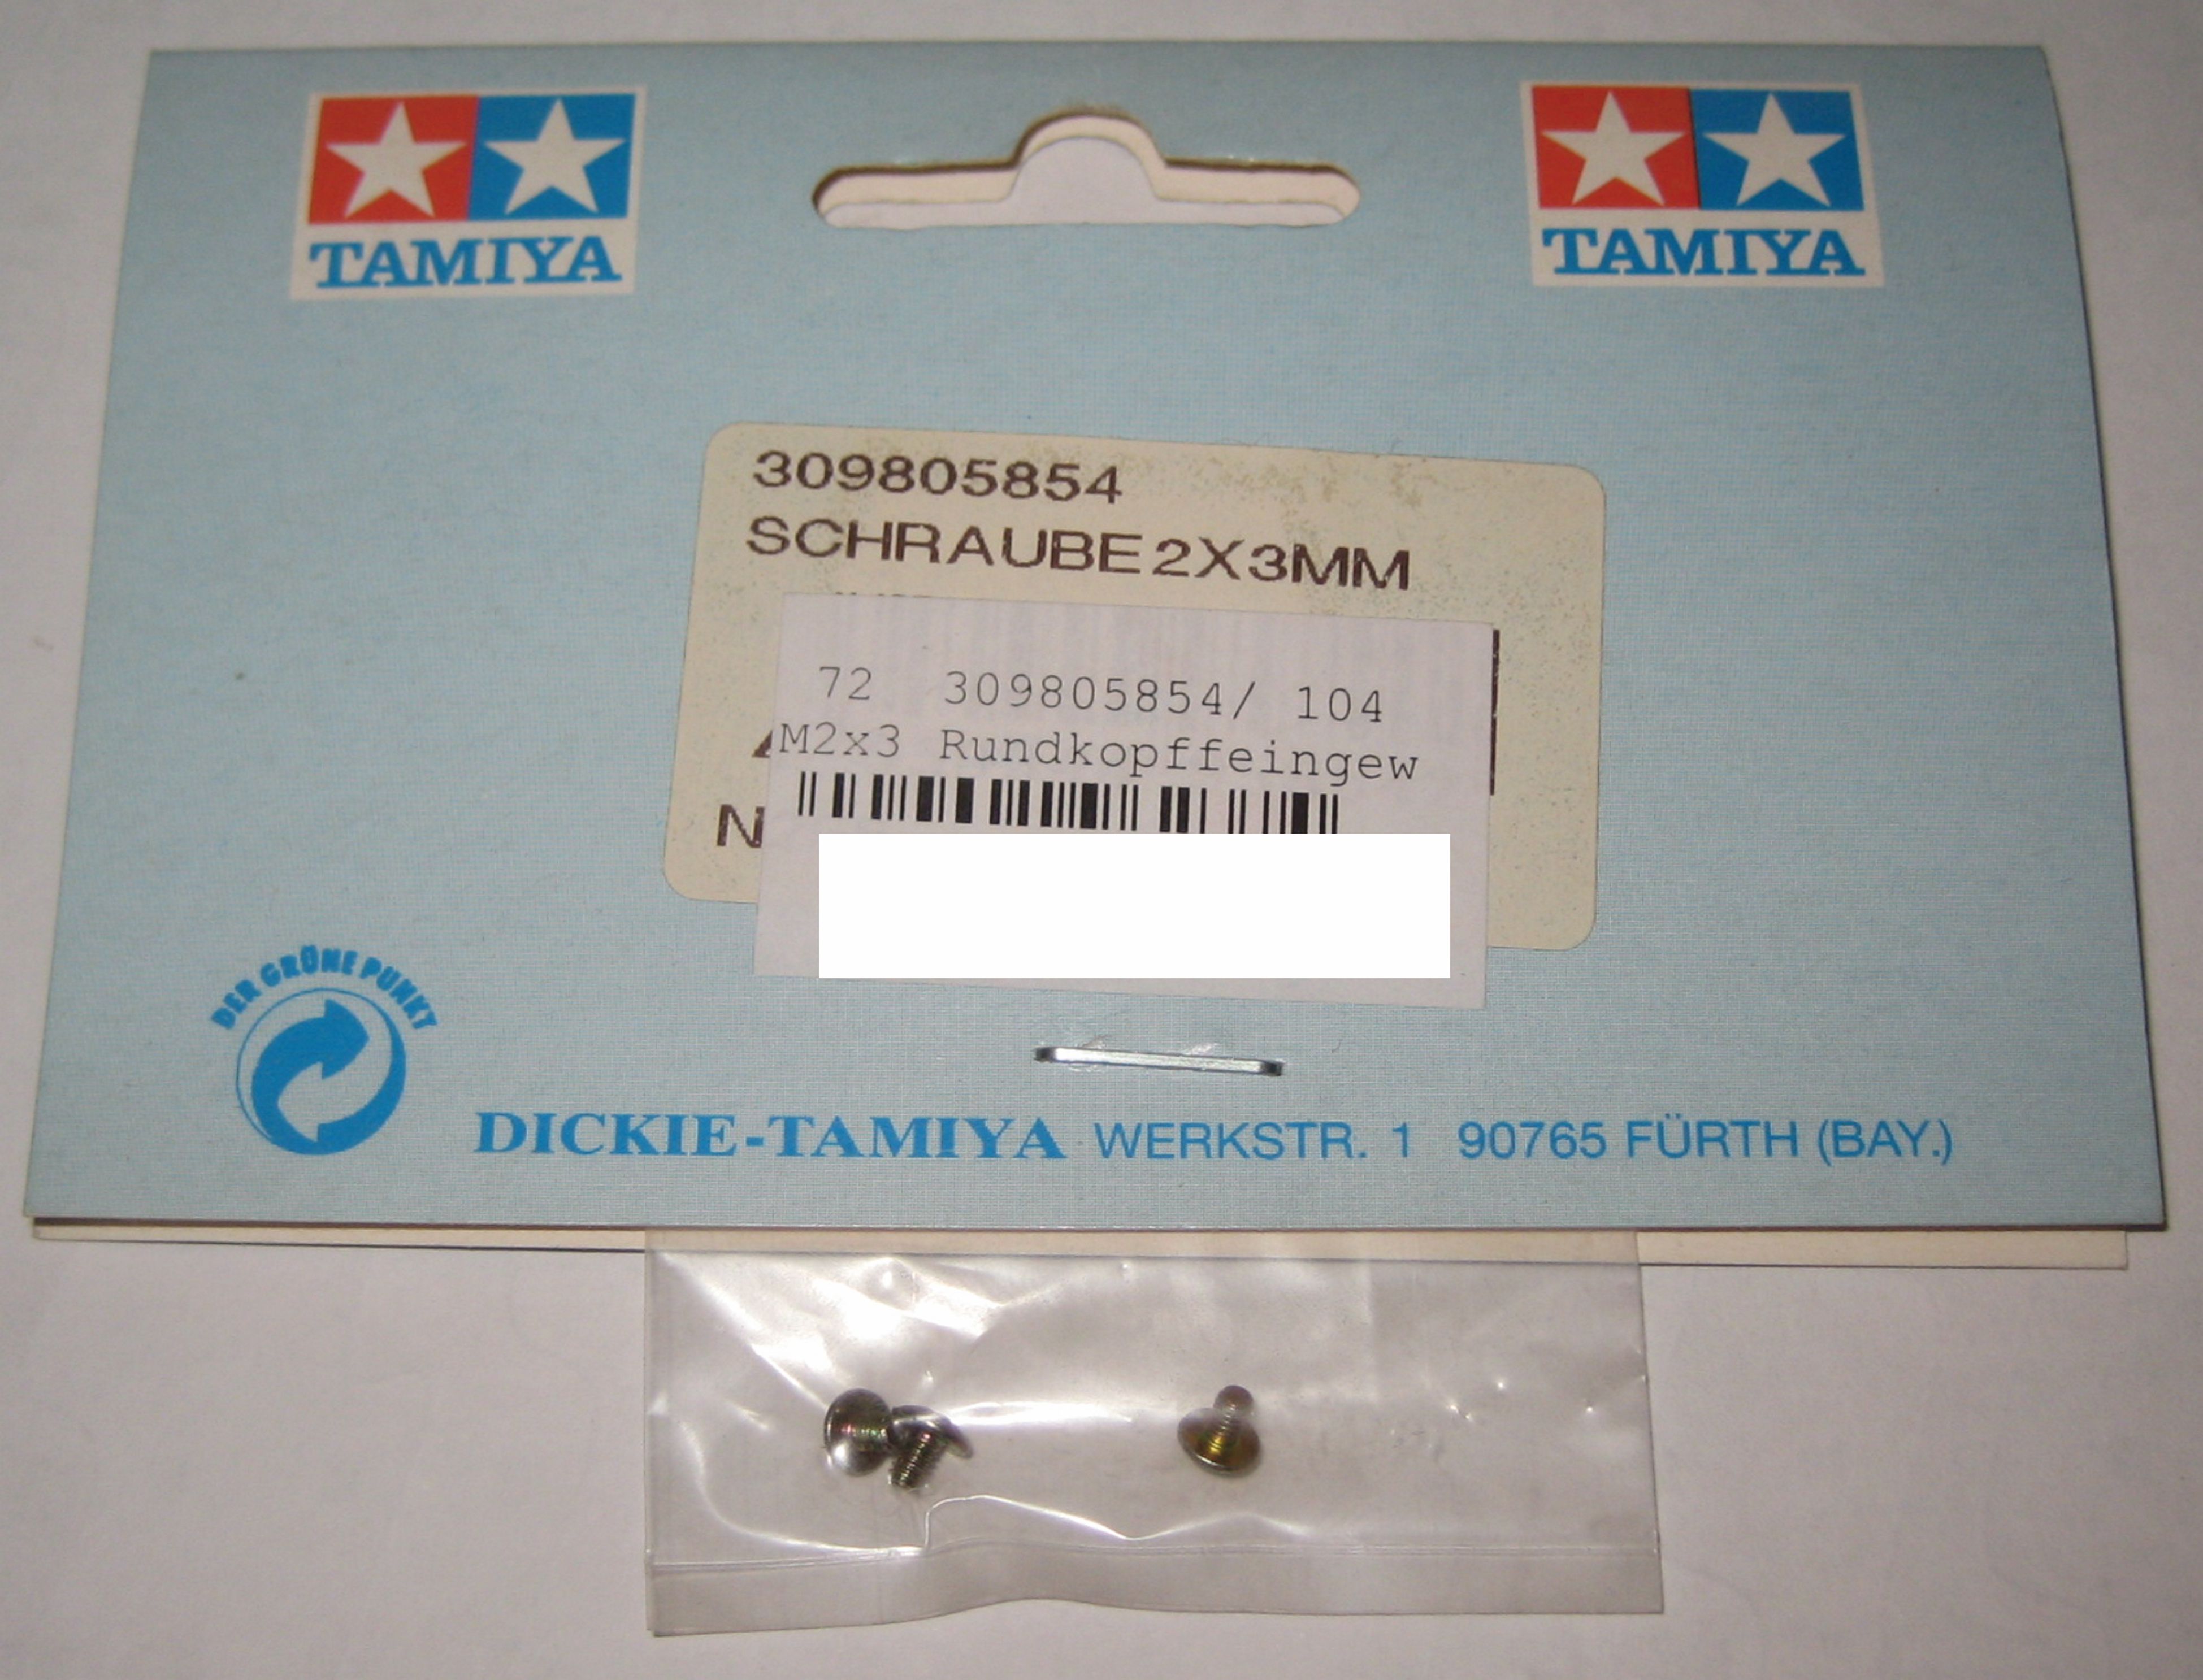 TAMIYA
TAMIYA
309805854
SCHRAUBE 2X3MM
72 309805854/ 104
M2x3 Rundkopffeingew
DER GRÜNE PUNKT
DICKIE-TAMIYA WERKSTR. 1 90765 FÜRTH (BAY.)